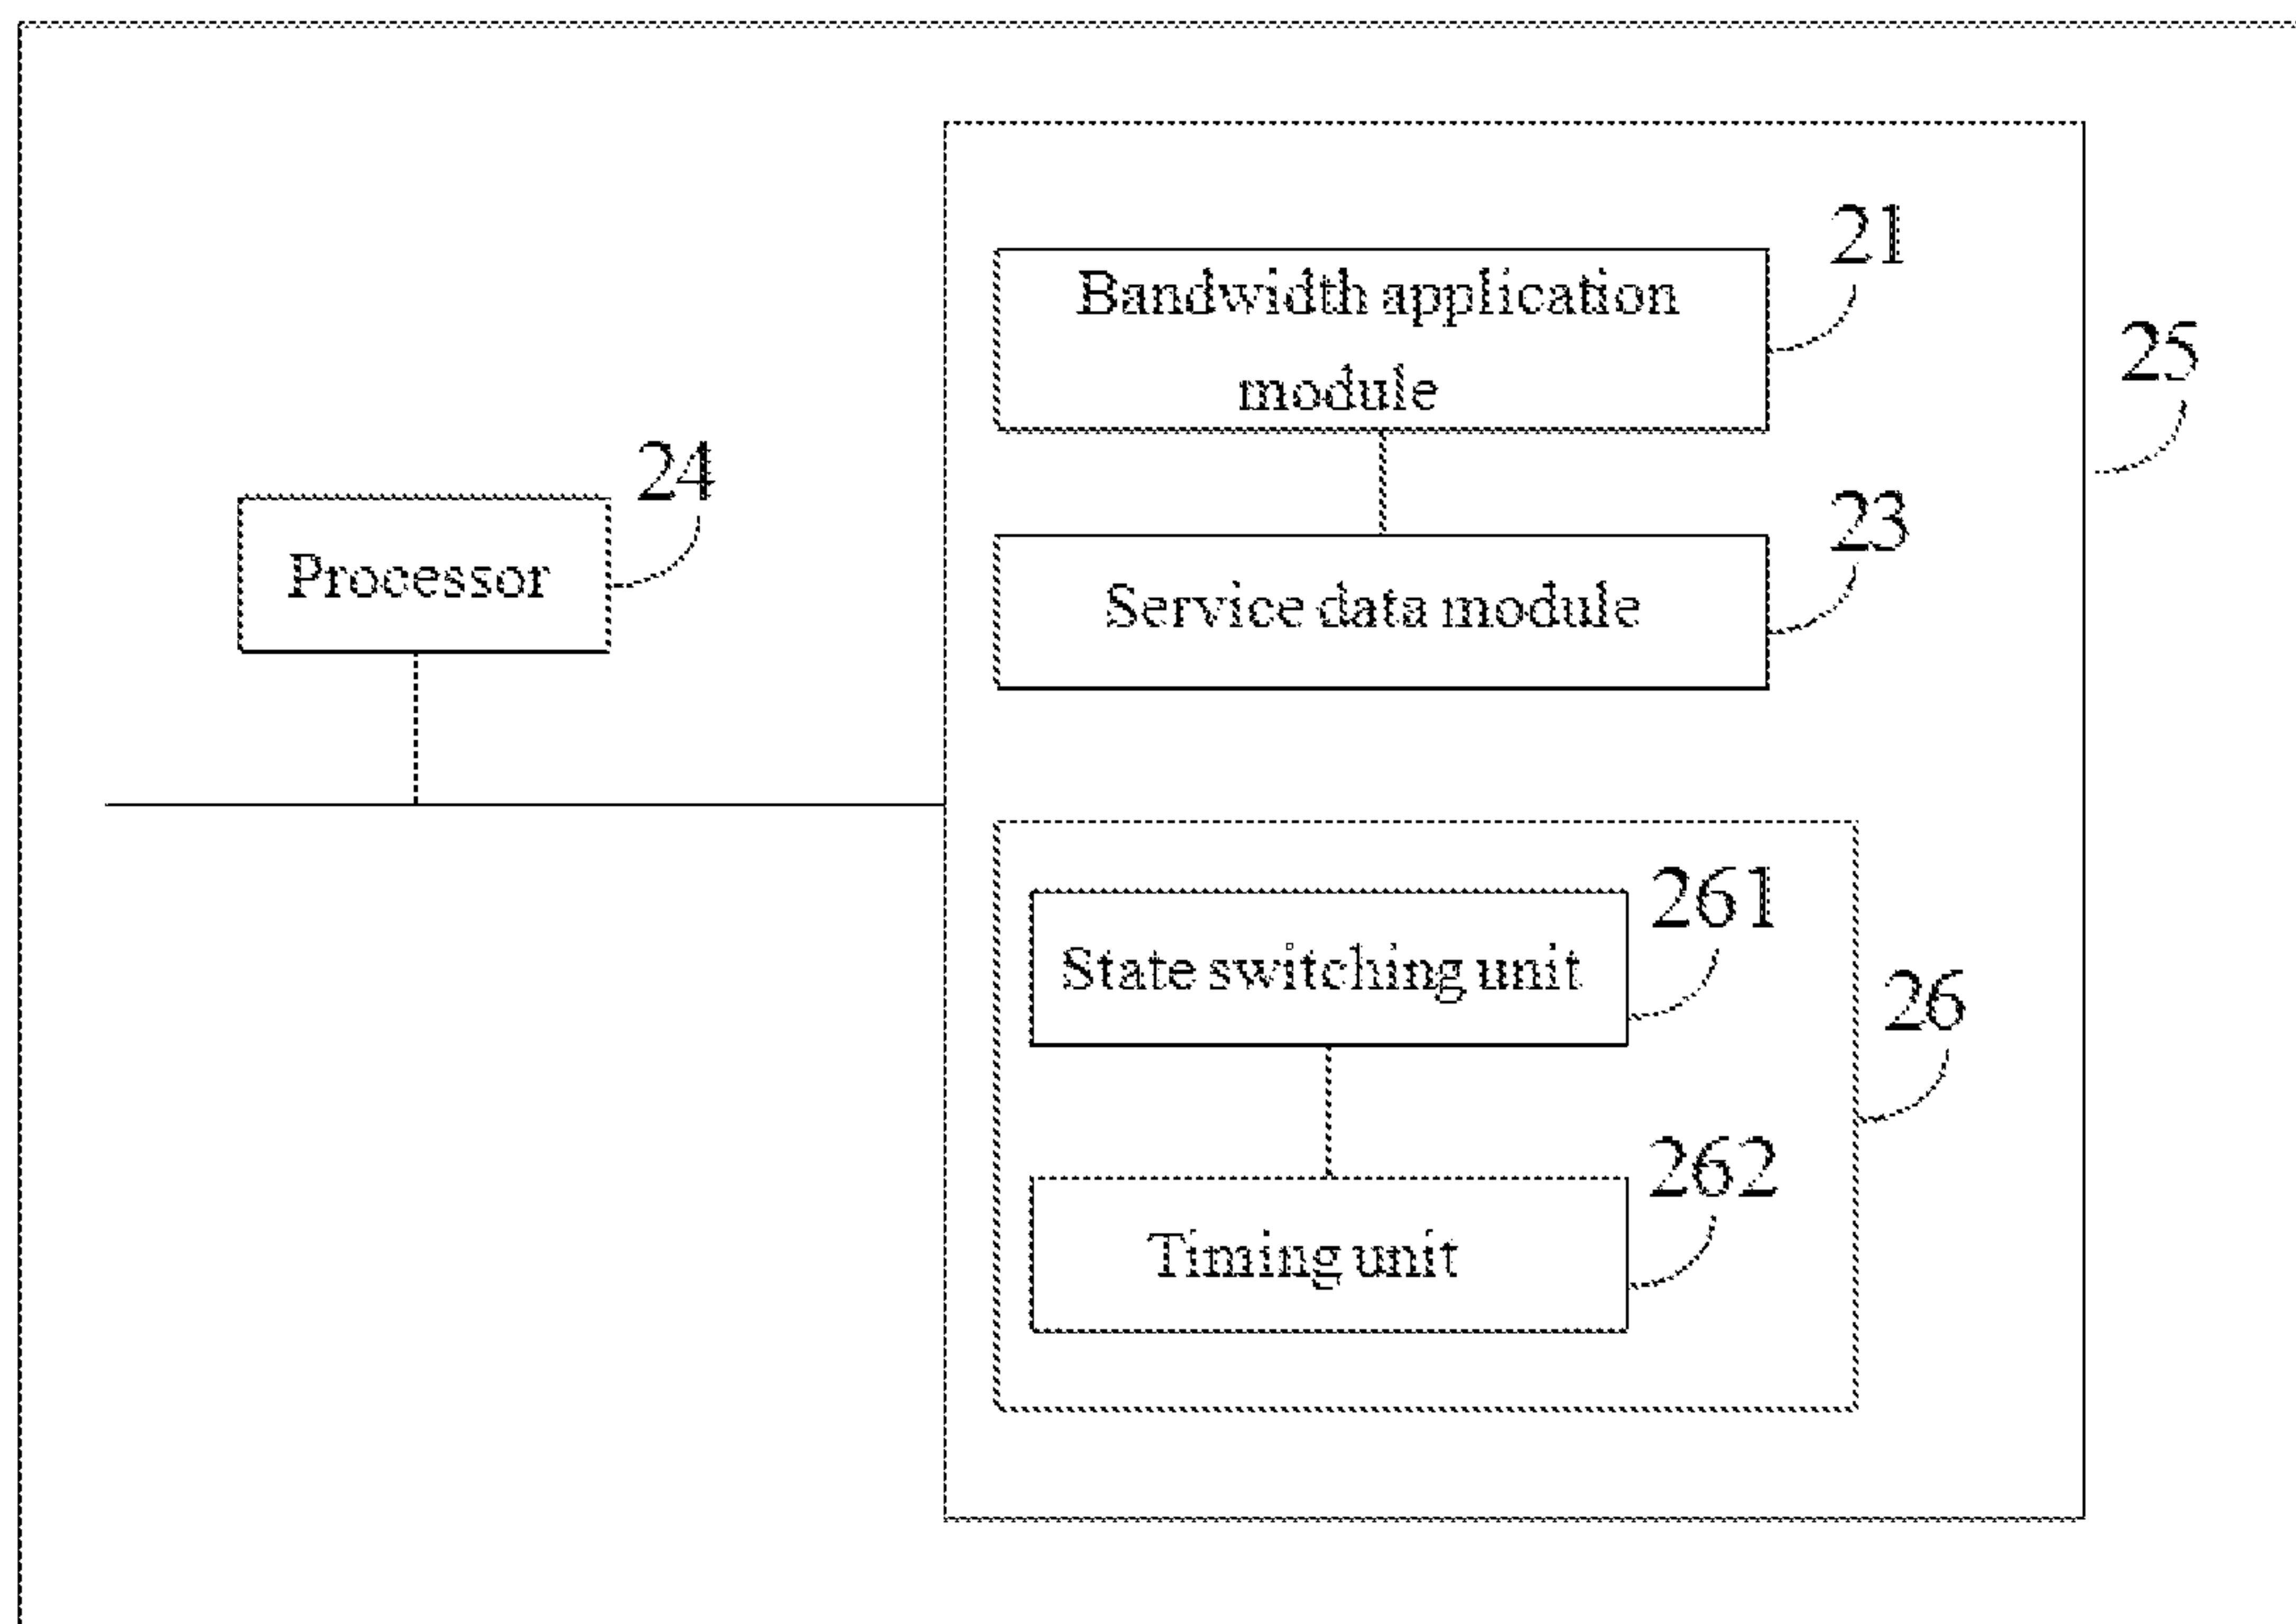 21
Bandwidth application
module
25
24
23
Processor
Service data module
261
State switching unit
26
262
Timing unit